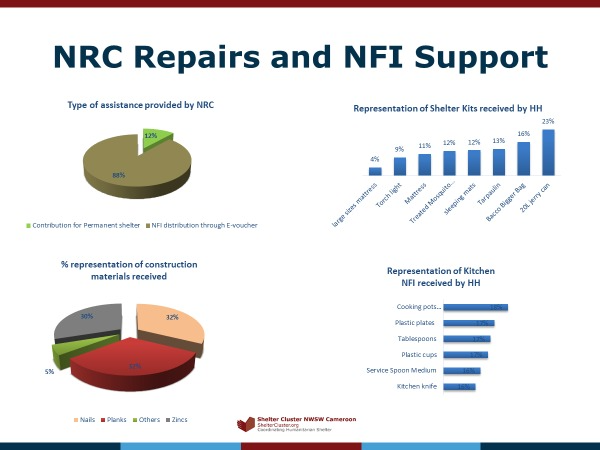 NRC Repairs and NFI Support
Type of assistance provided by NRC
12%
88%
Contribution for Permanent shelter
NFI distribution through E-voucher
Representation of Shelter Kits received by HH
4%
9%
11%
12%
12%
13%
16%
23%
large sizes mattress
Torch light
Mattress
Treated Mosquito...
sleeping mats
Tarpaulin
Bacco Bigger Bag
20L jerry can
% representation of construction
materials received
30%
32%
5%
Nails
Planks
Others
Zincs
Representation of Kitchen
NFI received by HH
Cooking pots...
Plastic plates
Tablespoons
Plastic cups
Service Spoon Medium
Kitchen knife
Shelter Cluster NWSW Cameroon
ShelterCluster.org
Coordinating Humanitarian Shelter